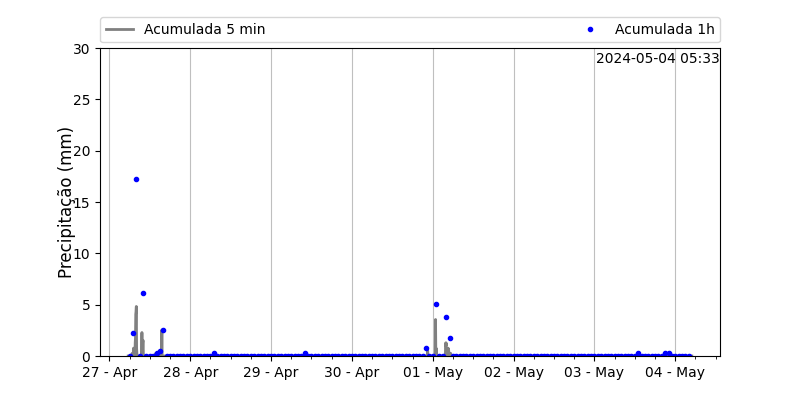 Acumulada 5 min
Acumulada 1h
2024-05-04 05:33
Precipitação (mm)
30
25
20
15
10
5
0
27 - Apr
28 - Apr
29 - Apr
30 - Apr
01 - May
02 - May
03 - May
04 - May